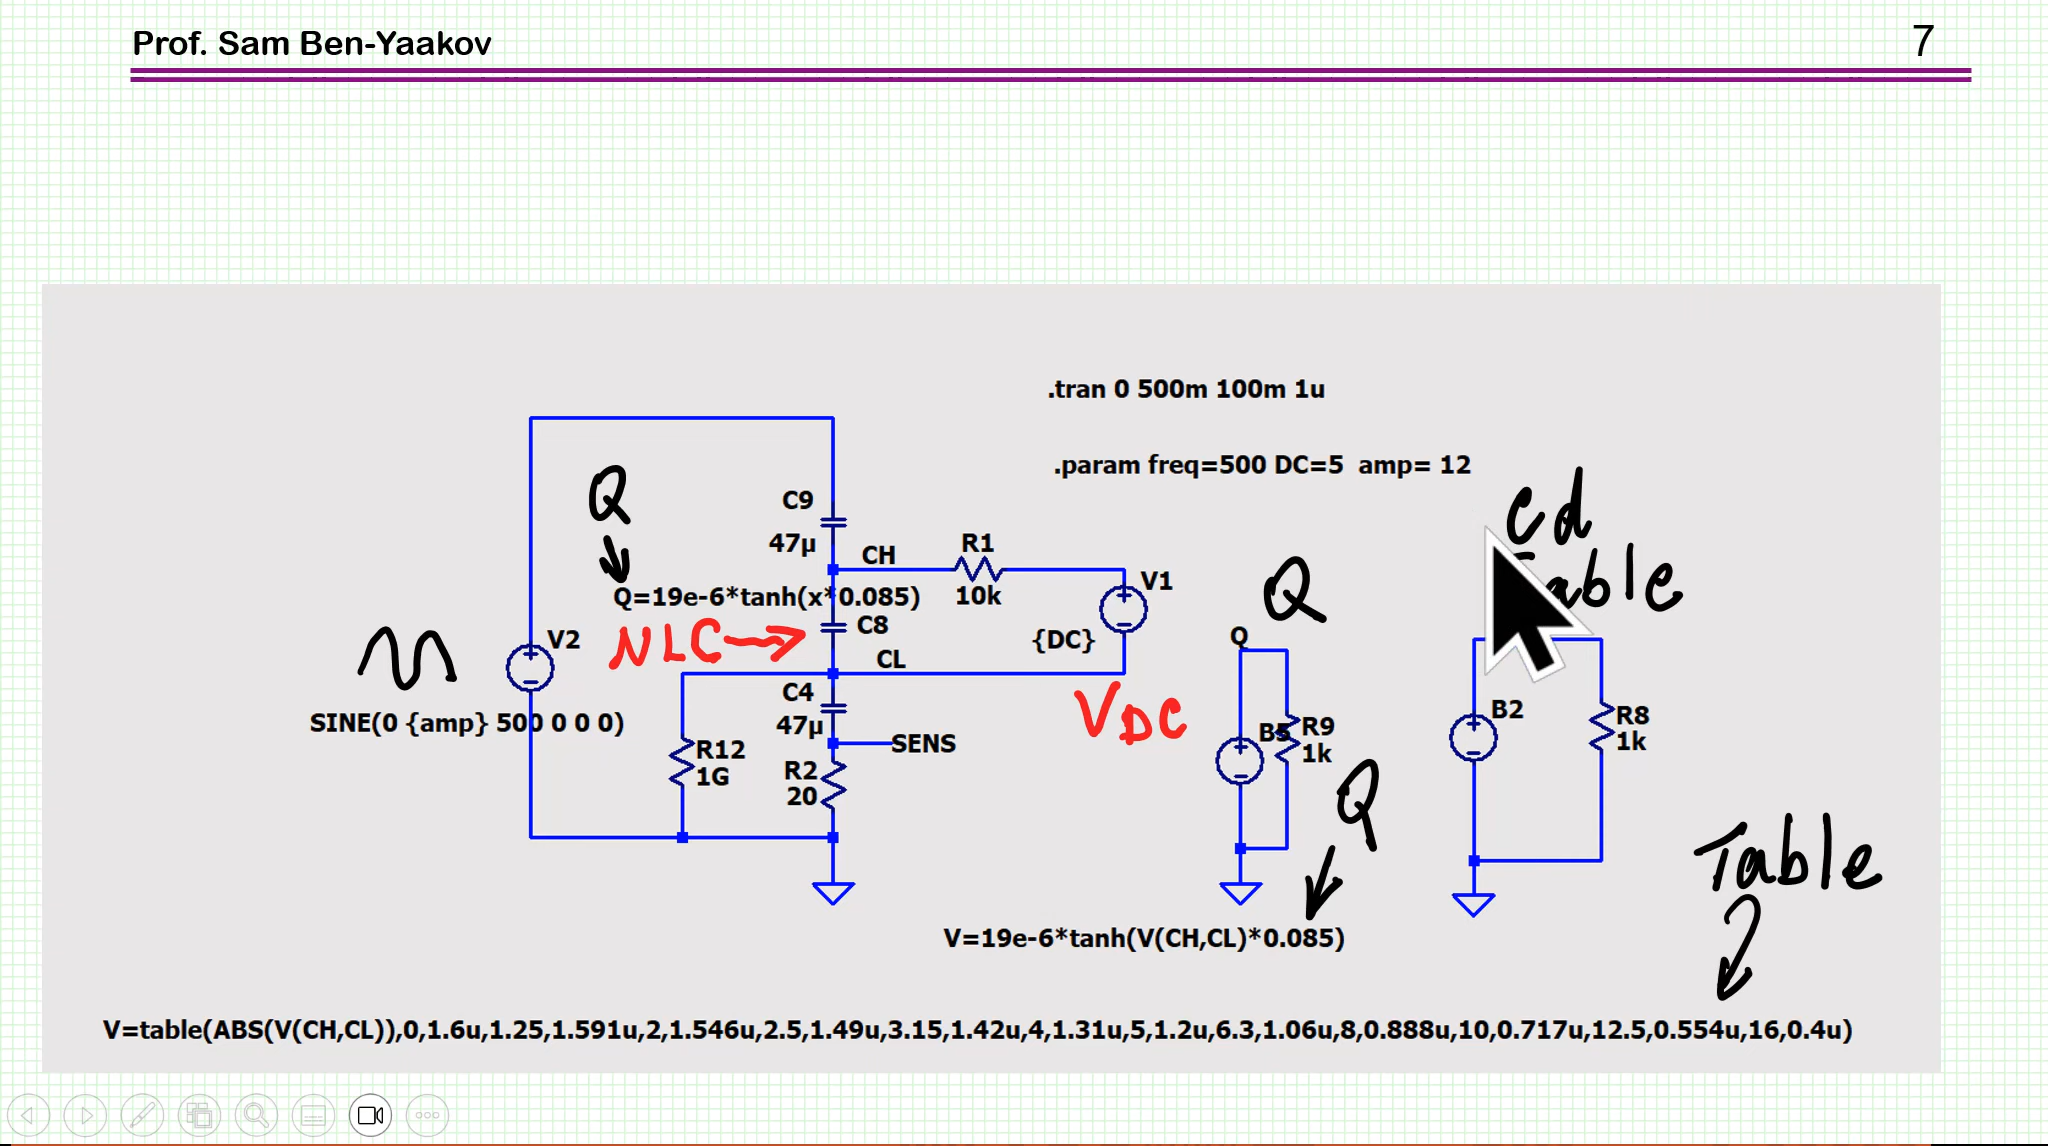 Prof. Sam Ben-Yaakov
7
.tran 0 500m 100m 1u
.param freq=500 DC=5 amp= 12
Q
C9
47µ
CH
R1
10k
V1
{DC}
Q=19e-6*tanh(x*0.085)
C8
NLC
CL
VDC
V2
SINE(0 {amp} 500 0 0 0)
C4
47µ
SENS
R12
1G
R2
20
Q
Q
B5
R9
1k
Q
V=19e-6*tanh(V(CH,CL)*0.085)
Cd
B2
R8
1k
Table
V=table(ABS(V(CH,CL)),0,1.6u,1.25,1.591u,2,1.546u,2.5,1.49u,3.15,1.42u,4,1.31u,5,1.2u,6.3,1.06u,8,0.888u,10,0.717u,12.5,0.554u,16,0.4u)